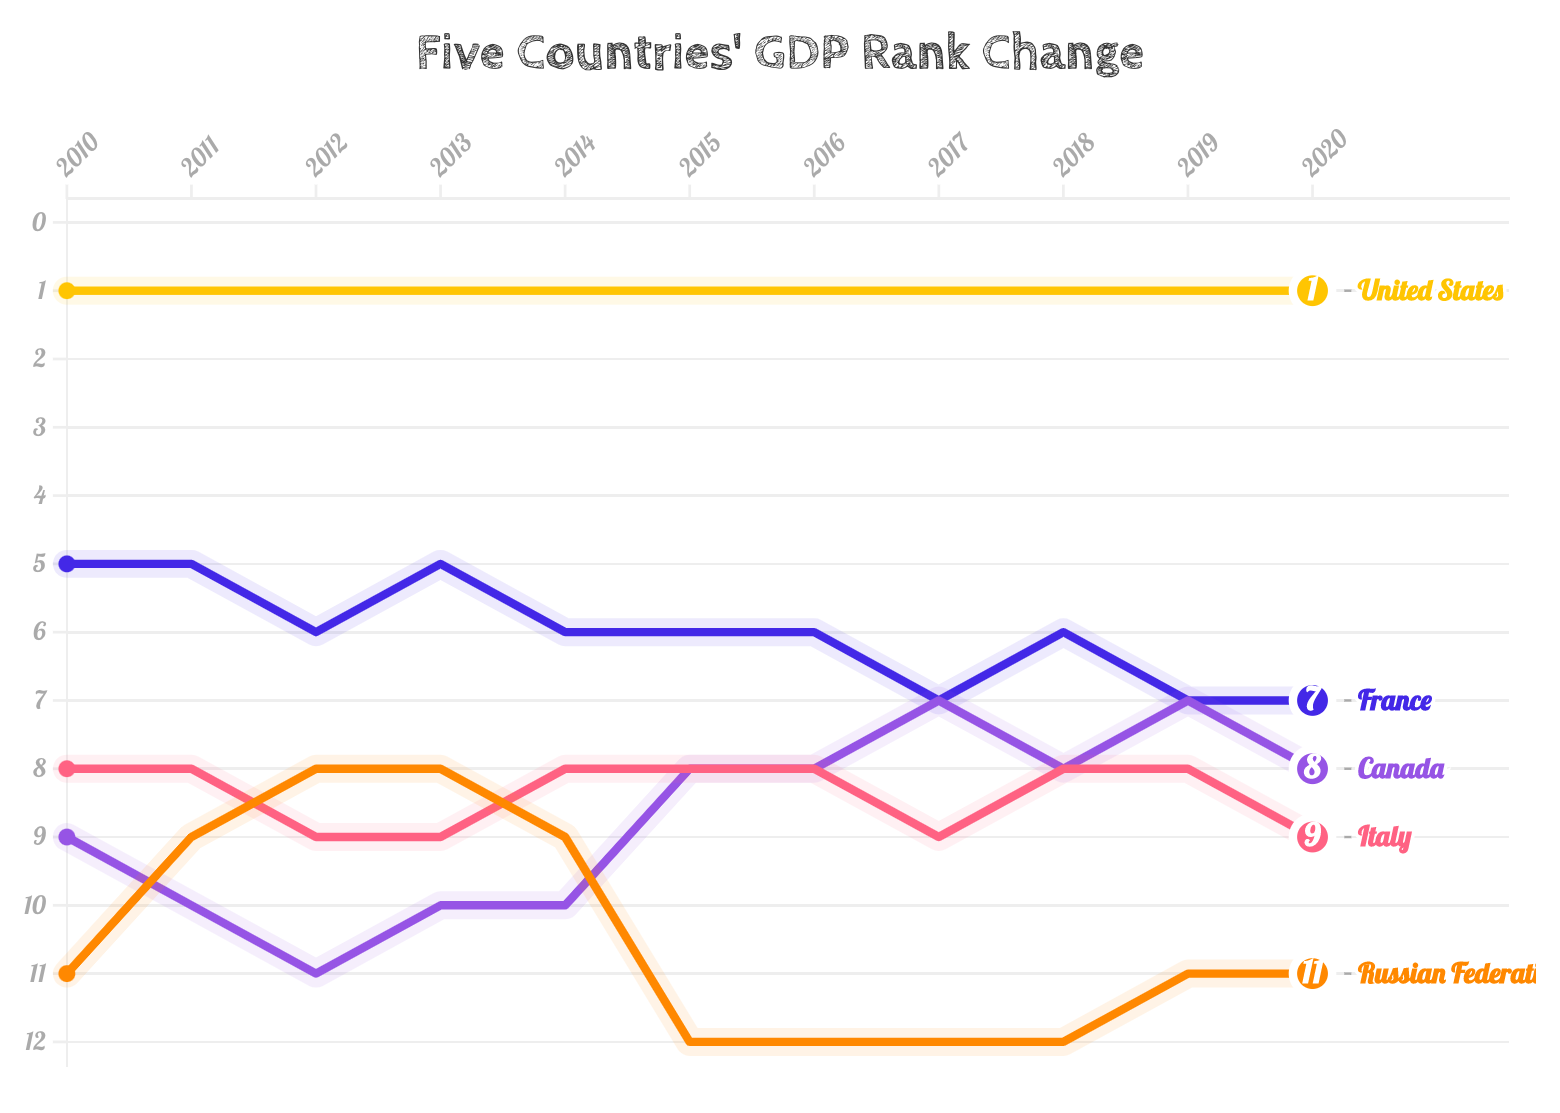 Five Countries' GDP Rank Change
2010 2011 2012 2013 2014 2015 2016 2017 2018 2019 2020
0
1 1 United States
2
3
4
5
6
7 7 France
8 8 Canada
9 9 Italy
10
11 11 Russian Federati
12